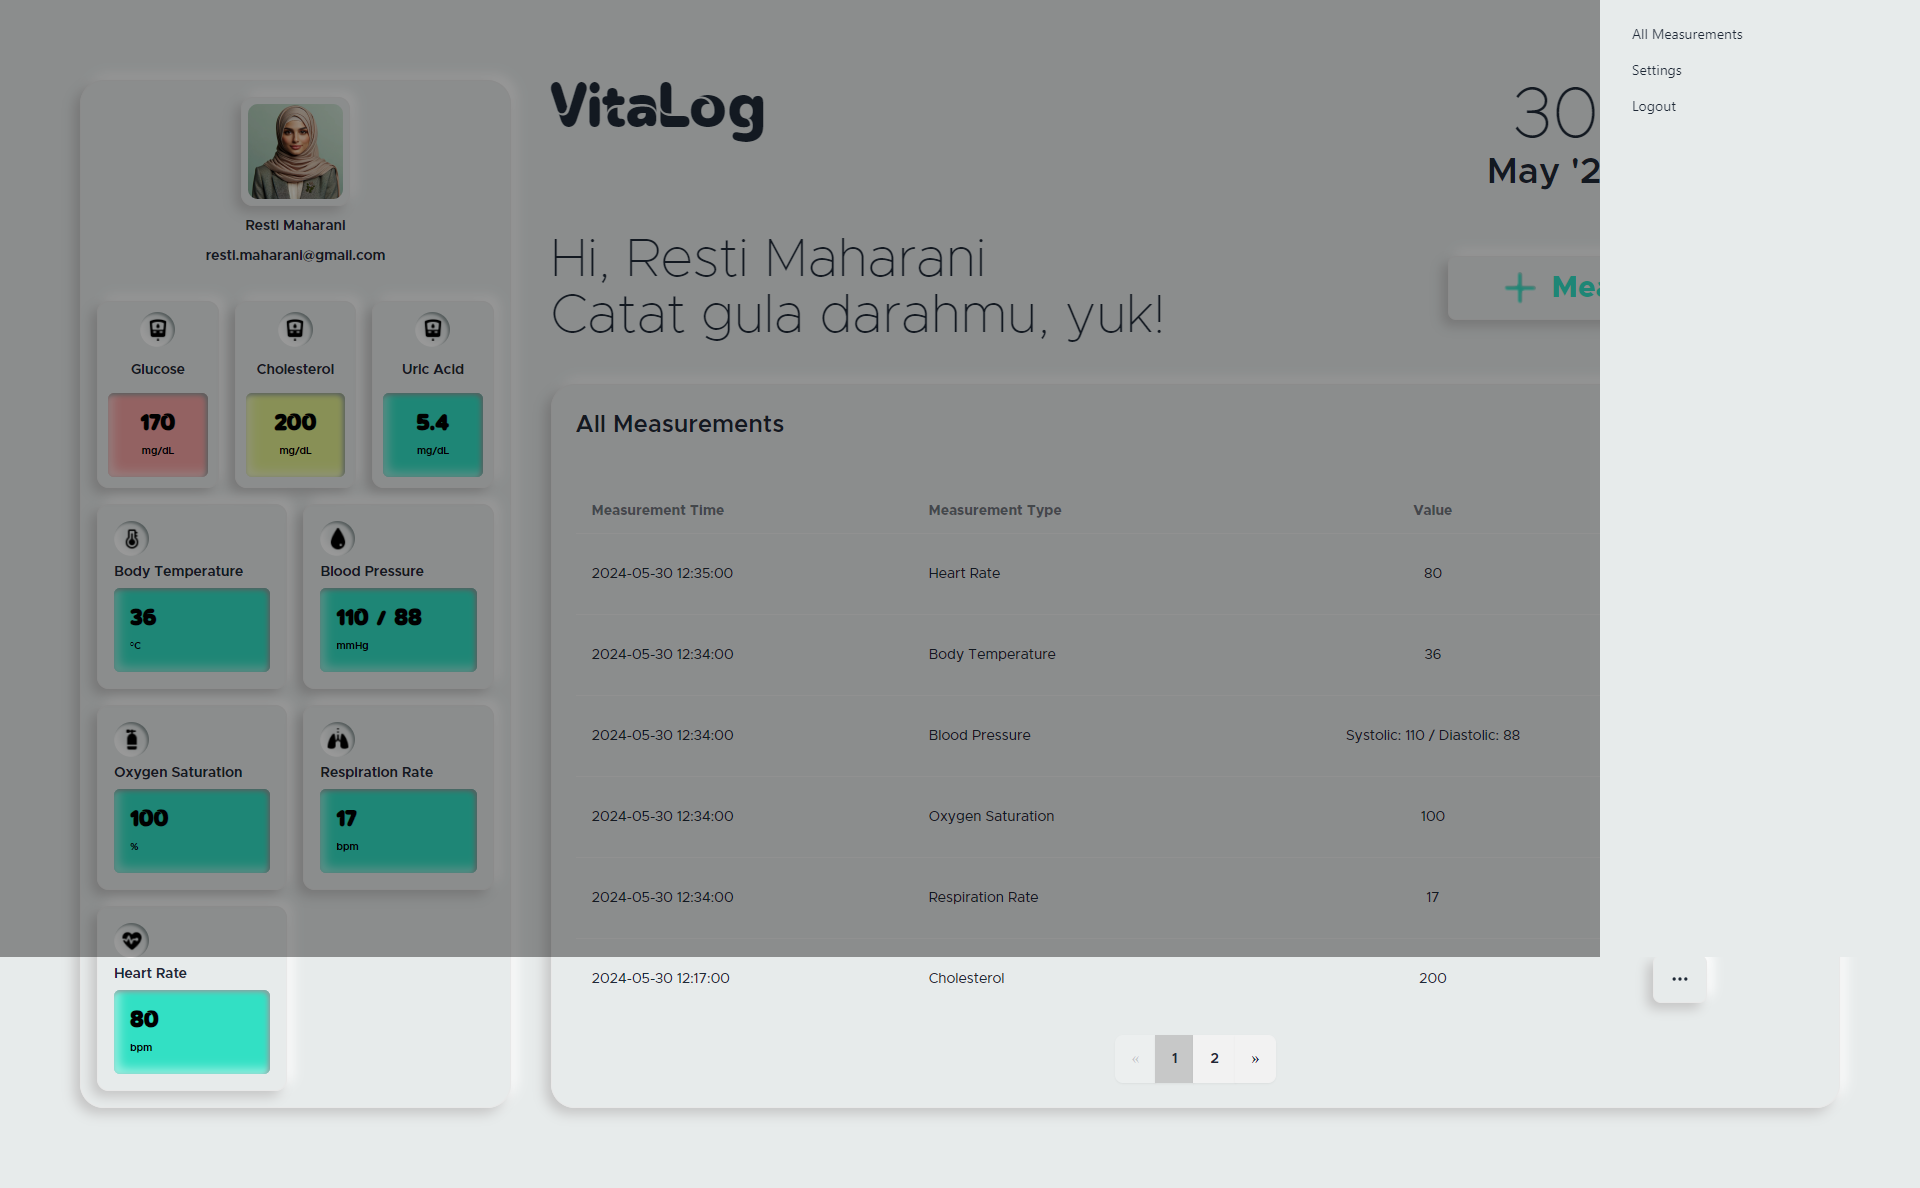 All Measurements
Settings
Logout
VitaLog
30
May '2
Resti Maharani
resti.maharani@gmail.com
Hi, Resti Maharani
Catat gula darahmu, yuk!
+ Mea
Glucose
170
mg/dL
Cholesterol
200
mg/dL
Uric Acid
5.4
mg/dL
Body Temperature
36
°C
Blood Pressure
110 / 88
mmHg
Oxygen Saturation
100
%
Respiration Rate
17
bpm
Heart Rate
80
bpm
All Measurements
Measurement Time Measurement Type Value
2024-05-30 12:35:00 Heart Rate 80
2024-05-30 12:34:00 Body Temperature 36
2024-05-30 12:34:00 Blood Pressure Systolic: 110 / Diastolic: 88
2024-05-30 12:34:00 Oxygen Saturation 100
2024-05-30 12:34:00 Respiration Rate 17
2024-05-30 12:17:00 Cholesterol 200 ...
« 1 2 »